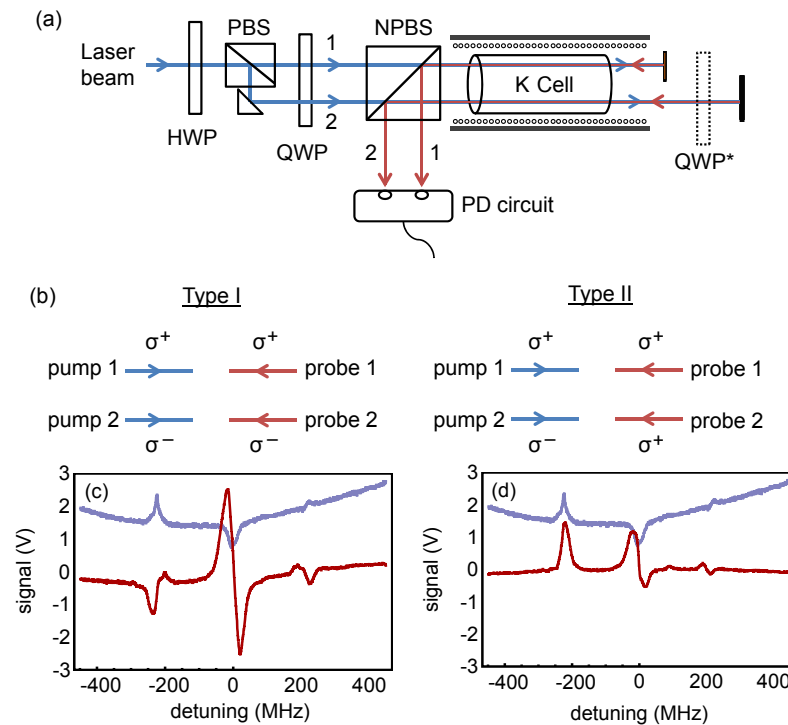 (a)
PBS
NPBS
Laser
beam
1
2
K Cell
HWP
QWP
2
1
QWP*
PD circuit
(b)
Type I
Type II
σ+
σ+
σ+
σ+
pump 1
probe 1
pump 1
probe 1
pump 2
probe 2
pump 2
probe 2
σ−
σ−
σ−
σ+
(c)
signal (V)
3
2
1
0
-1
-2
-3
-400
-200
0
200
400
detuning (MHz)
(d)
signal (V)
3
2
1
0
-1
-2
-3
-400
-200
0
200
400
detuning (MHz)